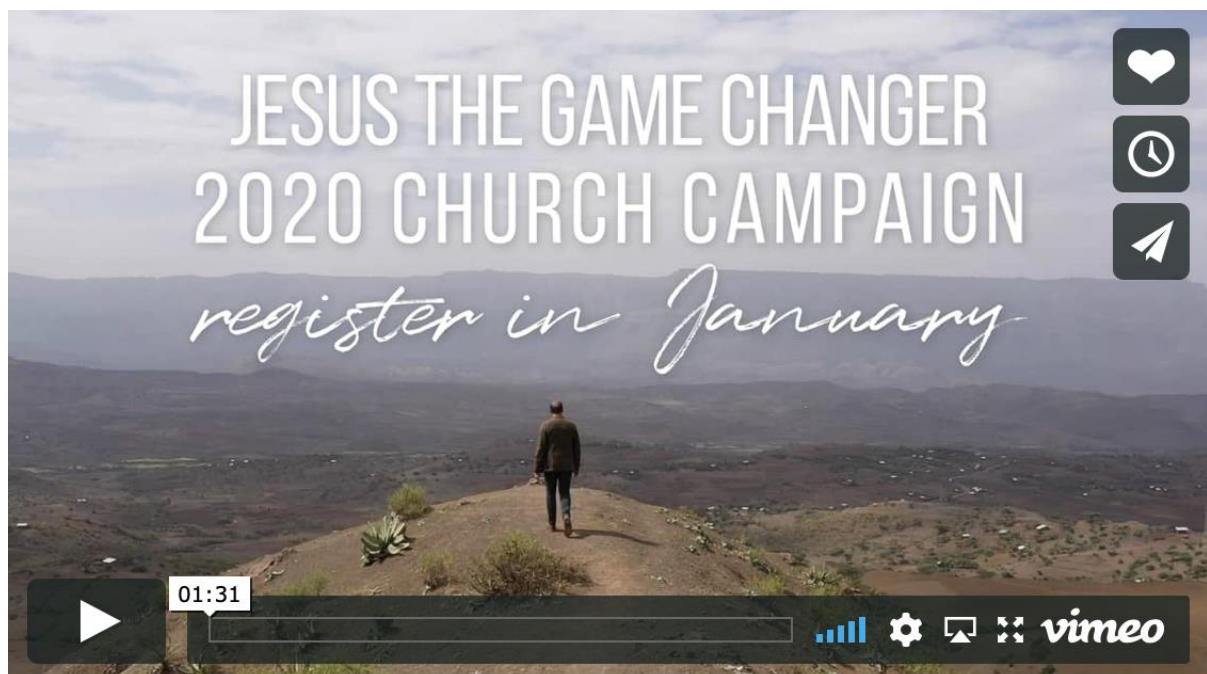 JESUS THE GAME CHANGER
2020 CHURCH CAMPAIGN
register in January
01:31
vimeo